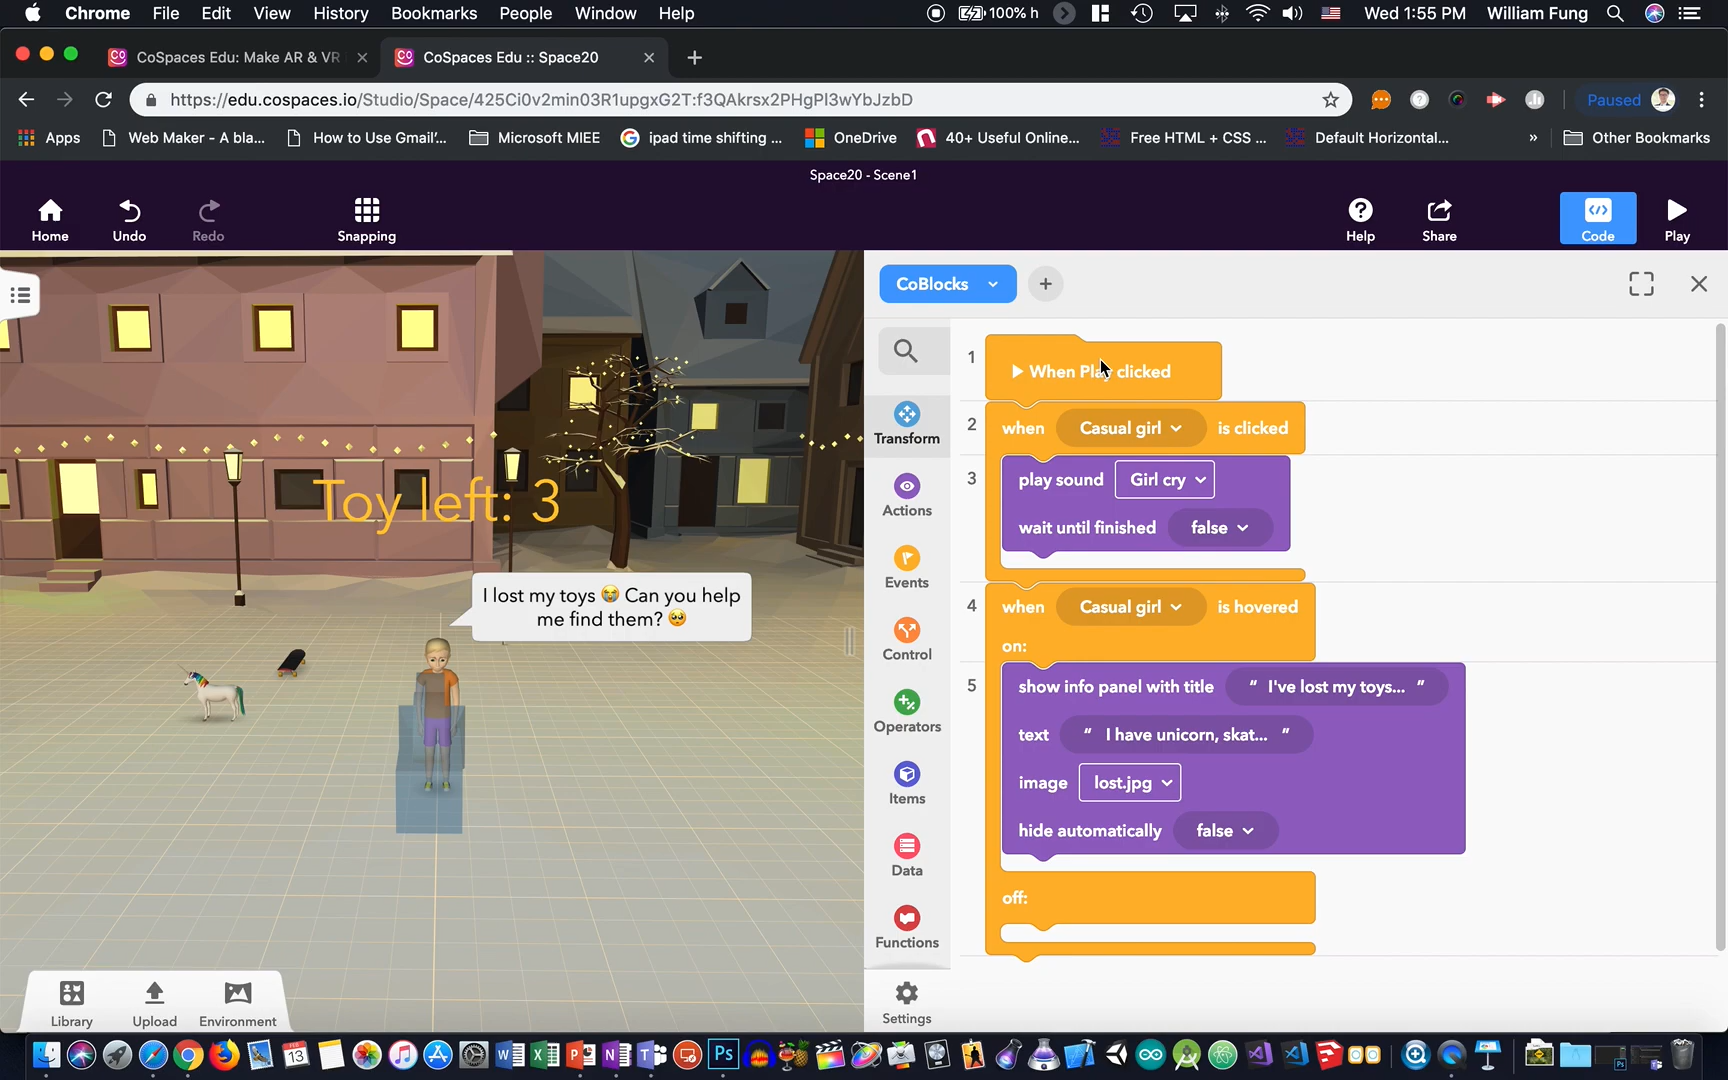 Chrome File Edit View History Bookmarks People Window Help 100% h Wed 1:55 PM William Fung
CoSpaces Edu: Make AR & VR
CoSpaces Edu :: Space20
https://edu.cospaces.io/Studio/Space/425Ci0v2min03R1upgxG2T:f3QAkrsx2PHgPl3wYbJzbD
Paused
Apps Web Maker - A bla... How to Use Gmail'... Microsoft MIEE ipad time shifting ... OneDrive 40+ Useful Online... Free HTML + CSS ... Default Horizontal... » Other Bookmarks
Space20 - Scene1
Home Undo Redo Snapping Help Share Code Play
Toy left: 3
I lost my toys 😭 Can you help
me find them? 🥺
Library Upload Environment
CoBlocks
Transform
Actions
Events
Control
Operators
Items
Data
Functions
Settings
1 When Play clicked
2 when Casual girl is clicked
3 play sound Girl cry
wait until finished false
4 when Casual girl is hovered
on:
5 show info panel with title “ I've lost my toys... ”
text “ I have unicorn, skat... ”
image lost.jpg
hide automatically false
off:
FEB
13